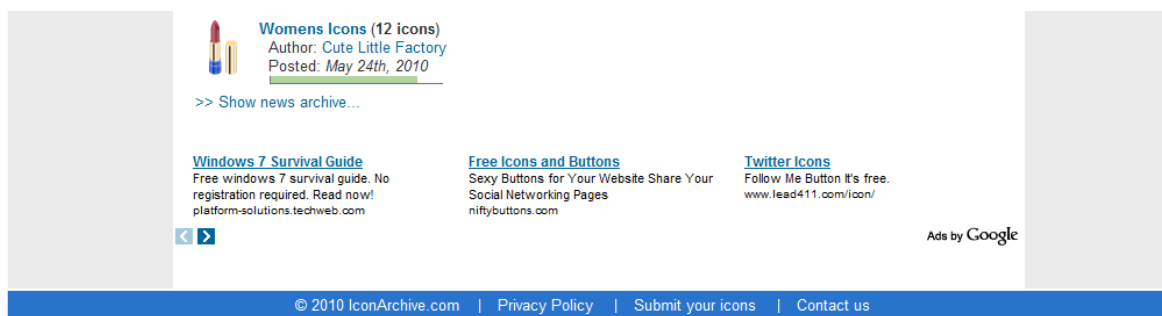 Womens Icons (12 icons)
Author: Cute Little Factory
Posted: May 24th, 2010
>> Show news archive...
Windows 7 Survival Guide
Free windows 7 survival guide. No
registration required. Read now!
platform-solutions.techweb.com
Free Icons and Buttons
Sexy Buttons for Your Website Share Your
Social Networking Pages
niftybuttons.com
Twitter Icons
Follow Me Button It's free.
www.lead411.com/icon/
Ads by Google
© 2010 IconArchive.com | Privacy Policy | Submit your icons | Contact us